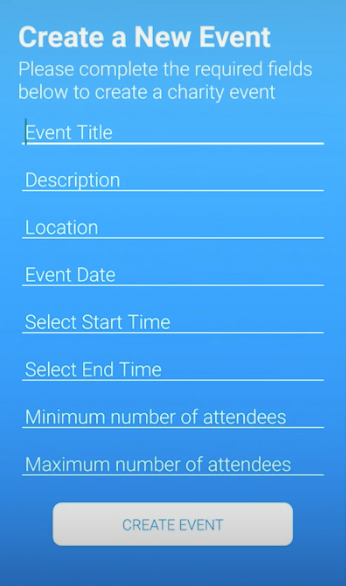 Create a New Event
Please complete the required fields
below to create a charity event
Event Title
Description
Location
Event Date
Select Start Time
Select End Time
Minimum number of attendees
Maximum number of attendees
CREATE EVENT